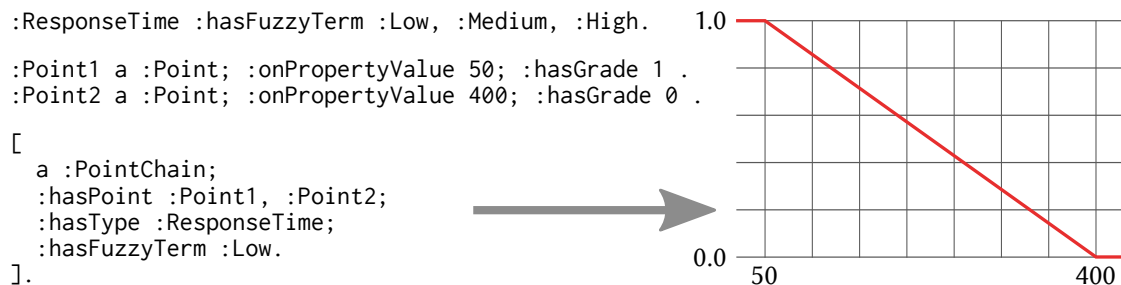 :ResponseTime :hasFuzzyTerm :Low, :Medium, :High.
:Point1 a :Point; :onPropertyValue 50; :hasGrade 1 .
:Point2 a :Point; :onPropertyValue 400; :hasGrade 0 .
[
  a :PointChain;
  :hasPoint :Point1, :Point2;
  :hasType :ResponseTime;
  :hasFuzzyTerm :Low.
].
1.0
0.0
50 400